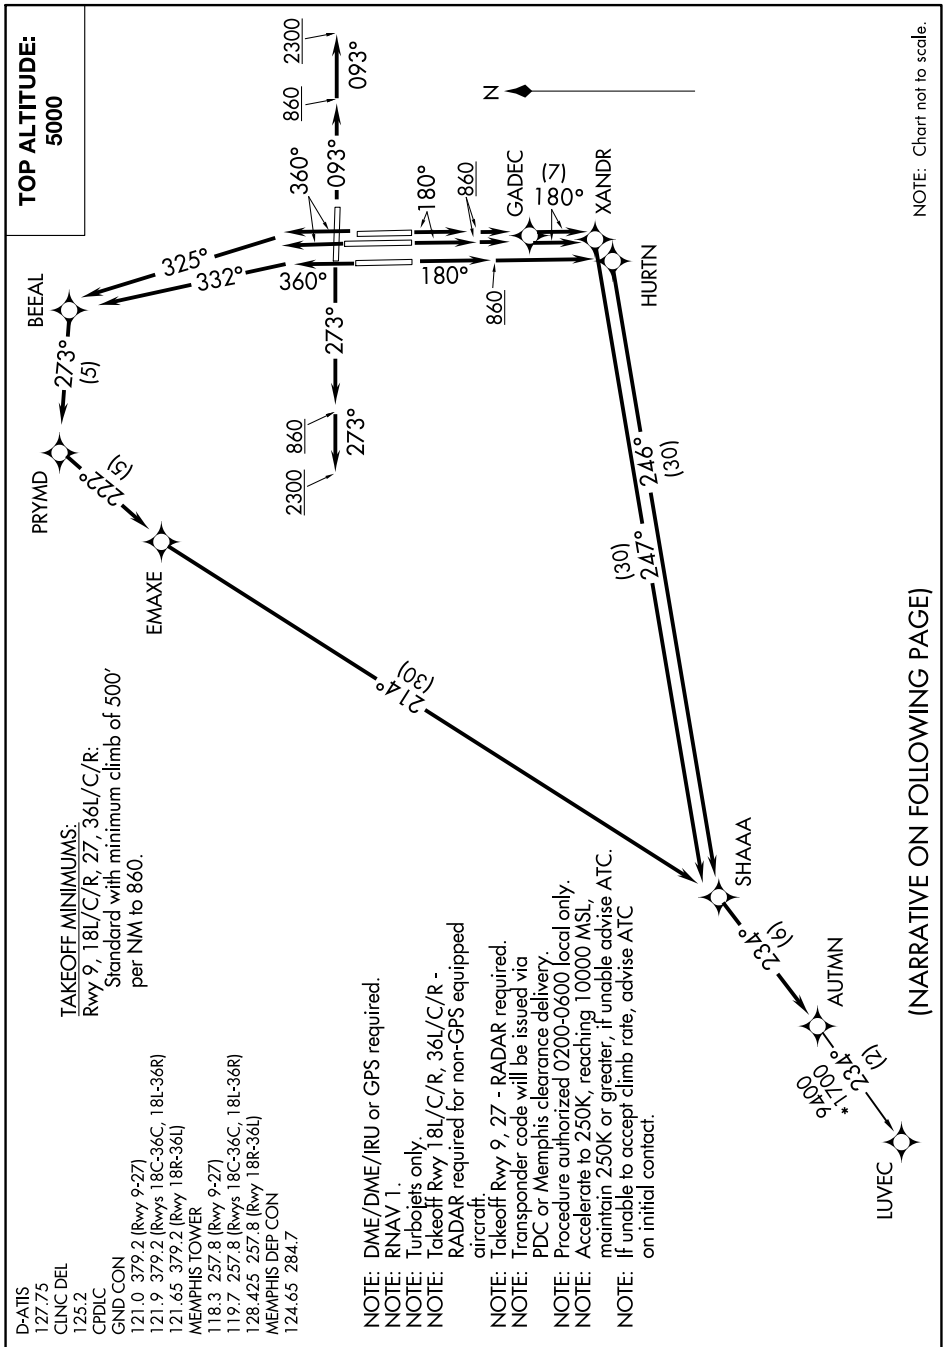 TOP ALTITUDE:
5000
D-ATIS
127.75
CLNC DEL
125.2
CPDLC
GND CON
121.0 379.2 (Rwy 9-27)
121.9 379.2 (Rwys 18C-36C, 18L-36R)
121.65 379.2 (Rwy 18R-36L)
MEMPHIS TOWER
118.3 257.8 (Rwy 9-27)
119.7 257.8 (Rwys 18C-36C, 18L-36R)
128.425 257.8 (Rwy 18R-36L)
MEMPHIS DEP CON
124.65 284.7
TAKEOFF MINIMUMS:
Rwy 9, 18L/C/R, 27, 36L/C/R:
Standard with minimum climb of 500'
per NM to 860.
NOTE: DME/DME/IRU or GPS required.
NOTE: RNAV 1.
NOTE: Turbojets only.
NOTE: Takeoff Rwy 18L/C/R, 36L/C/R -
RADAR required for non-GPS equipped
aircraft.
NOTE: Takeoff Rwy 9, 27 - RADAR required.
NOTE: Transponder code will be issued via
PDC or Memphis clearance delivery.
NOTE: Procedure authorized 0200-0600 local only.
NOTE: Accelerate to 250K, reaching 10000 MSL,
maintain 250K or greater, if unable advise ATC.
NOTE: If unable to accept climb rate, advise ATC
on initial contact.
BEEAL
273°
(5)
PRYMD
222°
(5)
EMAXE
214°
(30)
325°
332°
360°
360°
093°
860
093°
2300
273°
860
273°
2300
180°
860
180°
860
GADEC
(7)
180°
XANDR
HURTN
246°
(30)
(30)
247°
SHAAA
234°
(6)
AUTMN
9400
*1700
234°
(2)
LUVEC
N
NOTE: Chart not to scale.
(NARRATIVE ON FOLLOWING PAGE)